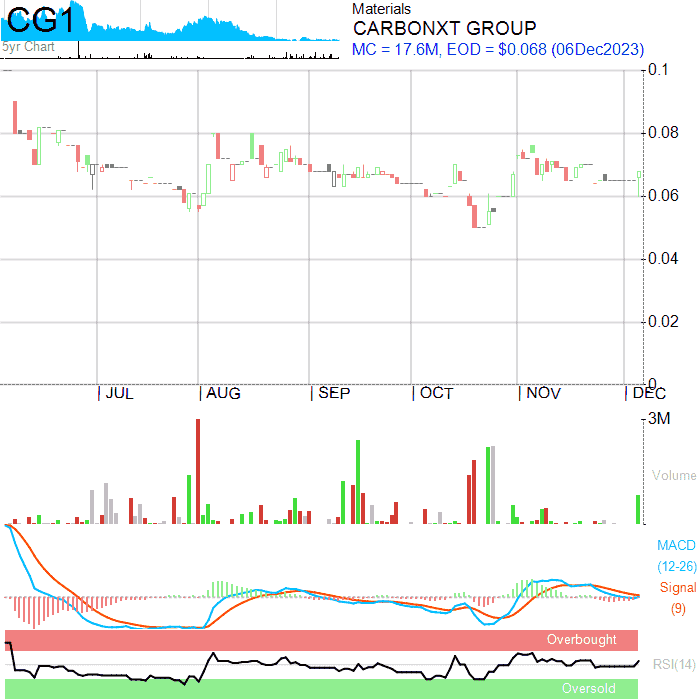 CG1
5yr Chart
Materials
CARBONXT GROUP
MC = 17.6M, EOD = $0.068 (06Dec2023)
0.1
0.08
0.06
0.04
0.02
0
JUL AUG SEP OCT NOV DEC
3M
Volume
MACD
(12-26)
Signal
(9)
Overbought
RSI(14)
Oversold